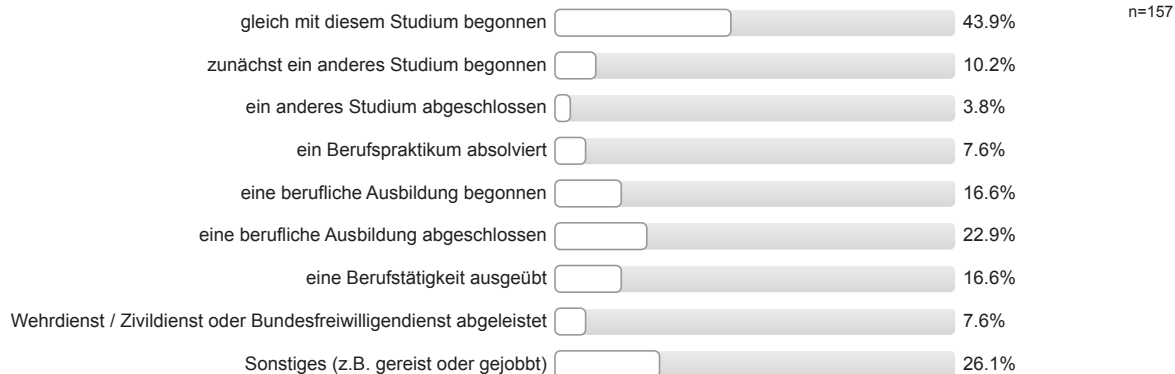 gleich mit diesem Studium begonnen 43.9% n=157
zunächst ein anderes Studium begonnen 10.2%
ein anderes Studium abgeschlossen 3.8%
ein Berufspraktikum absolviert 7.6%
eine berufliche Ausbildung begonnen 16.6%
eine berufliche Ausbildung abgeschlossen 22.9%
eine Berufstätigkeit ausgeübt 16.6%
Wehrdienst / Zivildienst oder Bundesfreiwilligendienst abgeleistet 7.6%
Sonstiges (z.B. gereist oder gejobbt) 26.1%